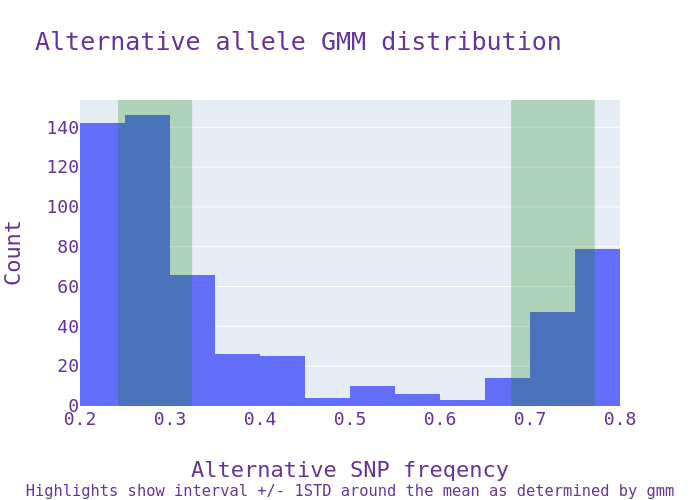 Alternative allele GMM distribution
140
120
100
80
60
40
20
0
Count
0.2 0.3 0.4 0.5 0.6 0.7 0.8
Alternative SNP freqency
Highlights show interval +/- 1STD around the mean as determined by gmm